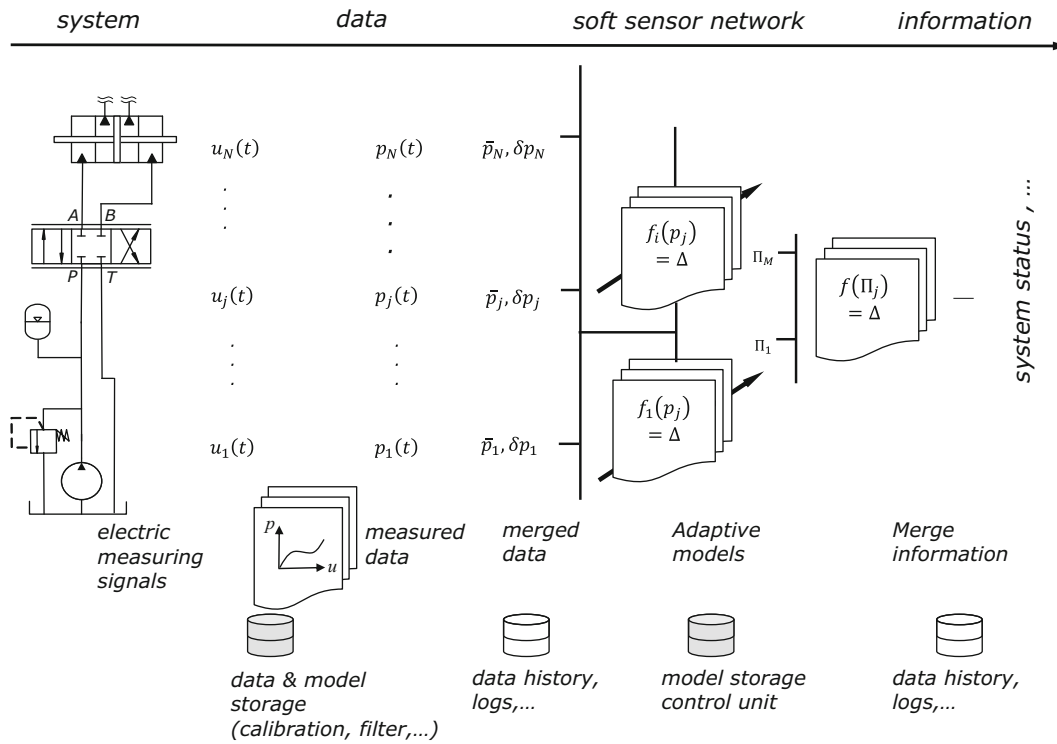 system data soft sensor network information
u_N(t) p_N(t) p̄_N, δp_N
A B
f_i(p_j)
= Δ
Π_M
P T
f(Π_j)
= Δ
u_j(t) p_j(t) p̄_j, δp_j
Π_1
system status , ...
f_1(p_j)
= Δ
u_1(t) p_1(t) p̄_1, δp_1
electric
measuring
signals
p
u
measured
data
merged
data
Adaptive
models
Merge
information
data & model
storage
(calibration, filter,...)
data history,
logs,...
model storage
control unit
data history,
logs,...